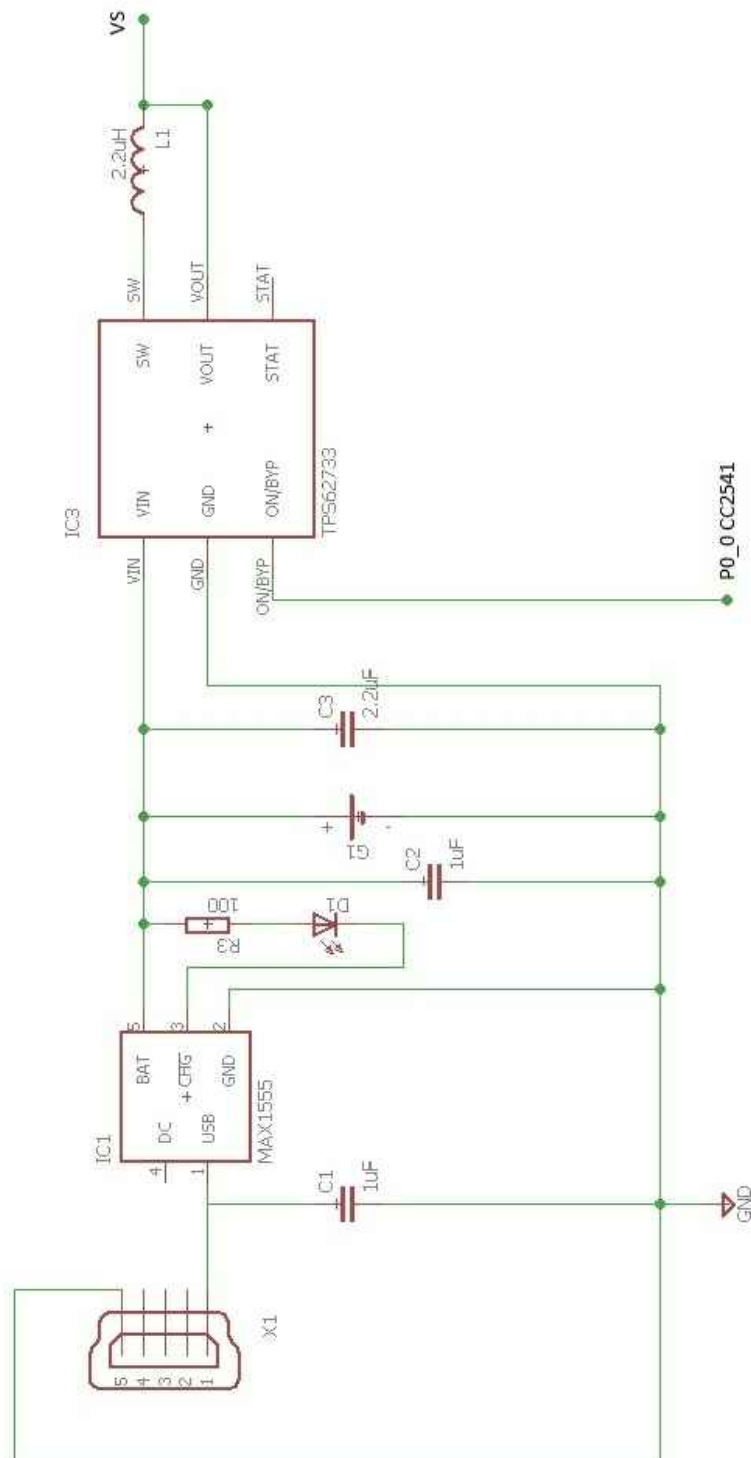 VS
2.2uH
L1
SW
VOUT
STAT
SW
VOUT
STAT
+
IC3
TPS62733
VIN
GND
ON/BYP
VIN
GND
ON/BYP
P0_0 CC2541
C3
2.2uF
+
-
G1
C2
1uF
100
R3
D1
5
3
2
BAT
CHG
GND
+
DC
USB
IC1
MAX1555
4
1
C1
1uF
GND
X1
5
4
3
2
1